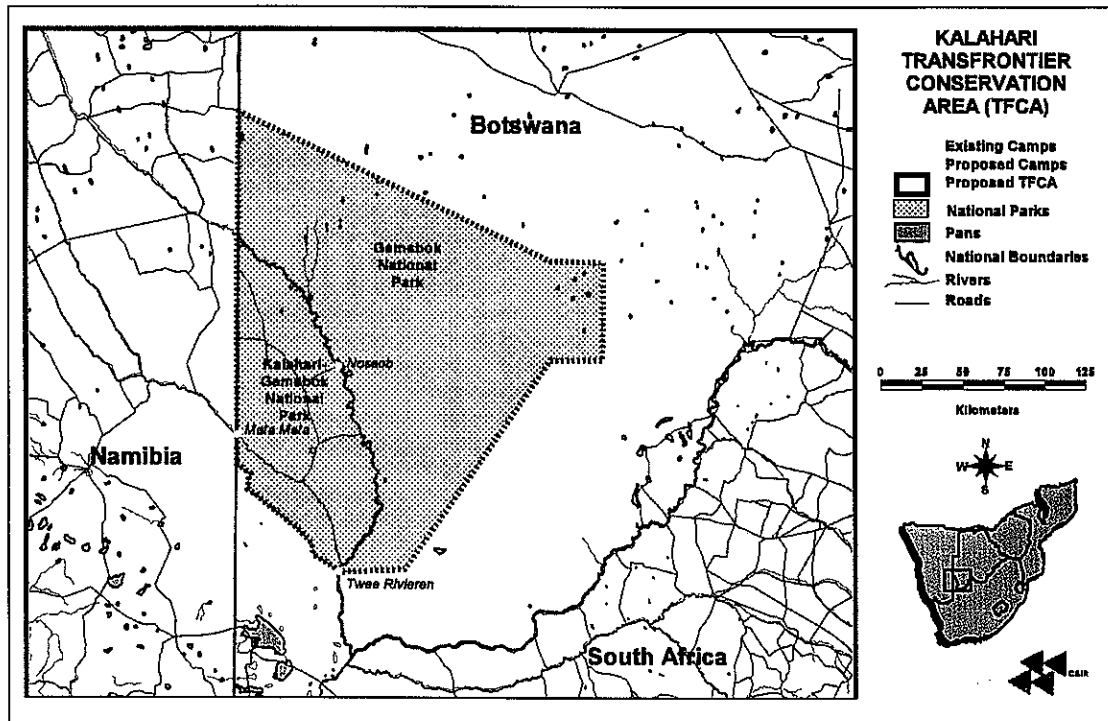 KALAHARI
TRANSFRONTIER
CONSERVATION
AREA (TFCA)
Existing Camps
Proposed Camps
Proposed TFCA
National Parks
Pans
National Boundaries
Rivers
Roads
0 25 50 75 100 125
Kilometers
N
W E
S
CSIR
Botswana
Gemsbok
National
Park
Nossob
Kalahari-
Gemsbok
National
Park
Mata Mata
Namibia
Twee Rivieren
South Africa